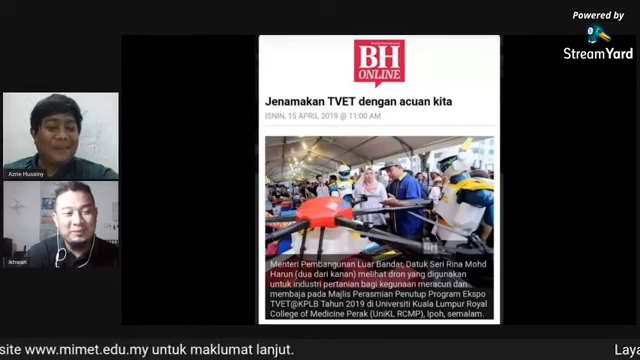 Powered by
StreamYard
BH
ONLINE
Jenamakan TVET dengan acuan kita
ISNIN, 15 APRIL 2019 @ 11:00 AM
BH
Menteri Pembangunan Luar Bandar, Datuk Seri Rina Mohd
Harun (dua dari kanan) melihat dron yang digunakan
untuk industri pertanian bagi kegunaan meracun dan
membaja pada Majlis Perasmian Penutup Program Ekspo
TVET@KPLB Tahun 2019 di Universiti Kuala Lumpur Royal
College of Medicine Perak (UniKL RCMP), Ipoh, semalam.
Azrie Husainy
Ikhwan
site www.mimet.edu.my untuk maklumat lanjut.
Laya